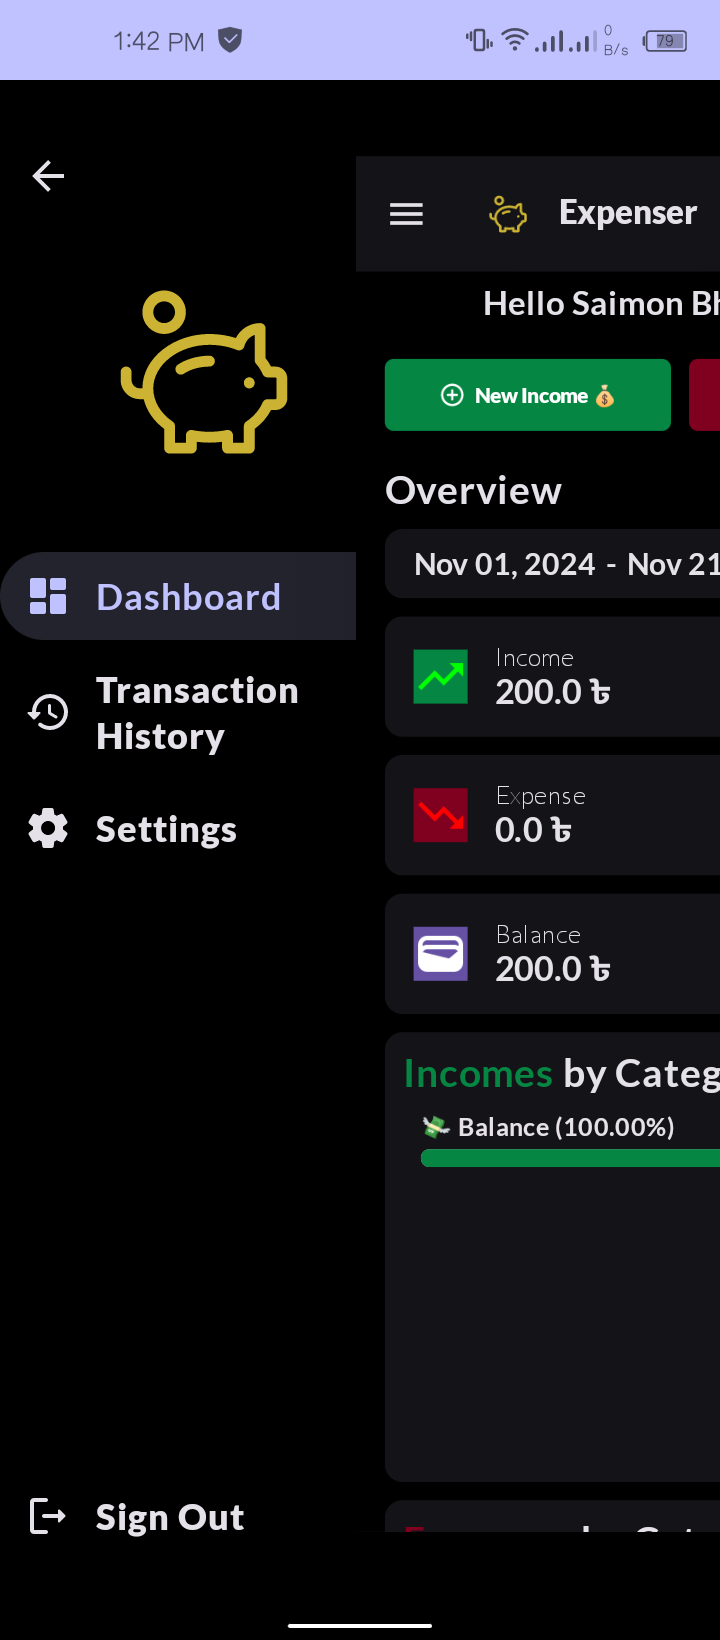 1:42 PM
0
B/s
79
Expenser
Hello Saimon Bh
New Income 💰
Overview
Nov 01, 2024 - Nov 21
Dashboard
Income
200.0 ৳
Transaction
History
Expense
0.0 ৳
Settings
Balance
200.0 ৳
Incomes by Categ
💸 Balance (100.00%)
Sign Out